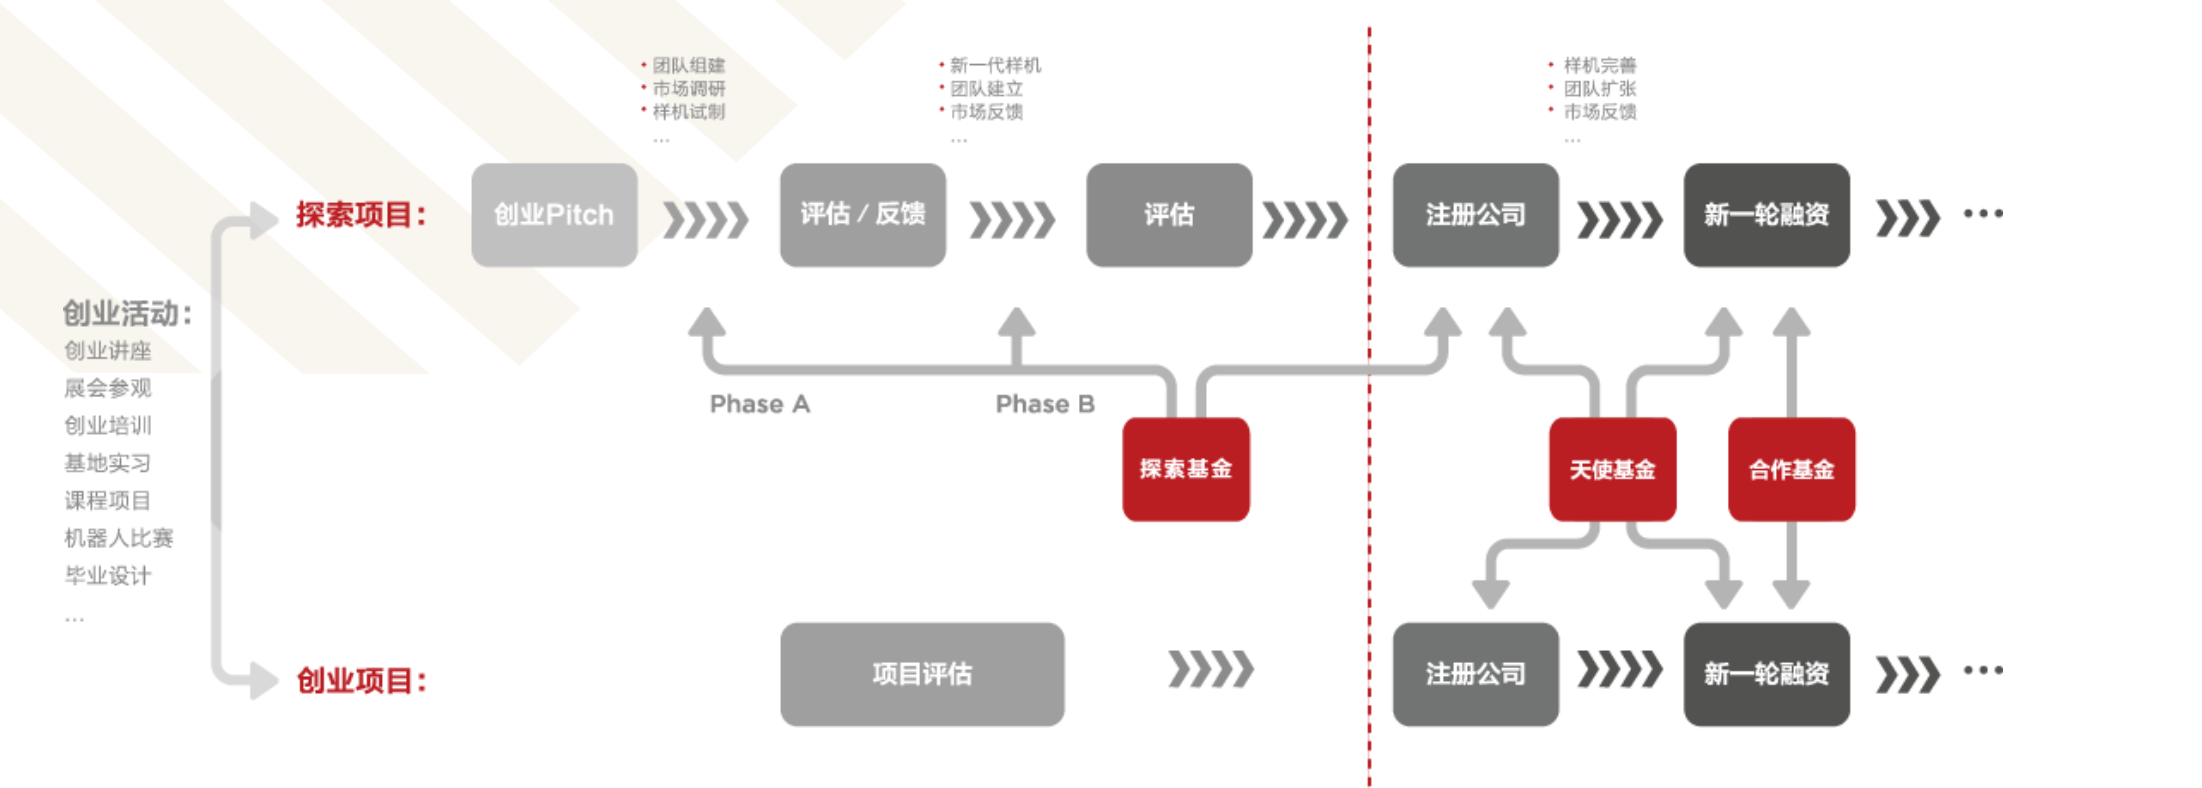 • 团队组建
• 市场调研
• 样机试制
...
• 新一代样机
• 团队建立
• 市场反馈
...
• 样机完善
• 团队扩张
• 市场反馈
...
探索项目：
创业Pitch
评估 / 反馈
评估
注册公司
新一轮融资
...
创业活动：
创业讲座
展会参观
创业培训
基地实习
课程项目
机器人比赛
毕业设计
...
Phase A
Phase B
探索基金
天使基金
合作基金
创业项目：
项目评估
注册公司
新一轮融资
...